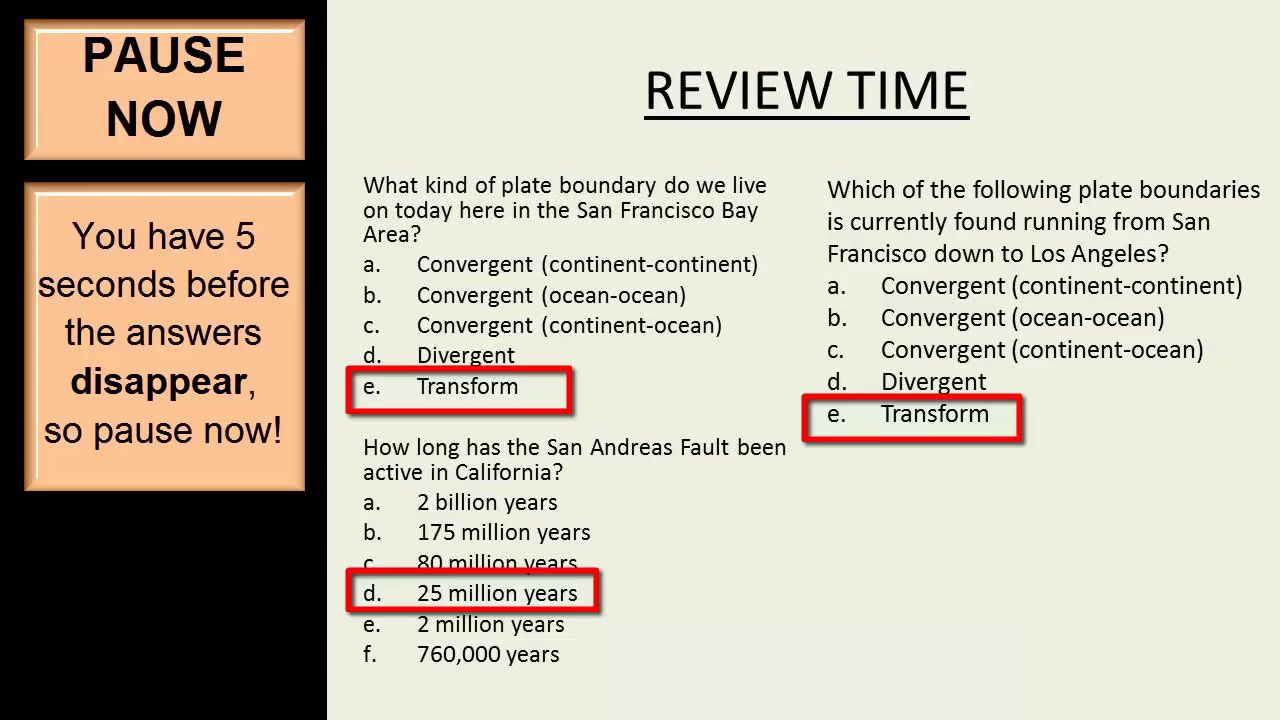 PAUSE
NOW
You have 5
seconds before
the answers
disappear,
so pause now!
REVIEW TIME
What kind of plate boundary do we live
on today here in the San Francisco Bay
Area?
a. Convergent (continent-continent)
b. Convergent (ocean-ocean)
c. Convergent (continent-ocean)
d. Divergent
e. Transform
How long has the San Andreas Fault been
active in California?
a. 2 billion years
b. 175 million years
c. 80 million years
d. 25 million years
e. 2 million years
f. 760,000 years
Which of the following plate boundaries
is currently found running from San
Francisco down to Los Angeles?
a. Convergent (continent-continent)
b. Convergent (ocean-ocean)
c. Convergent (continent-ocean)
d. Divergent
e. Transform